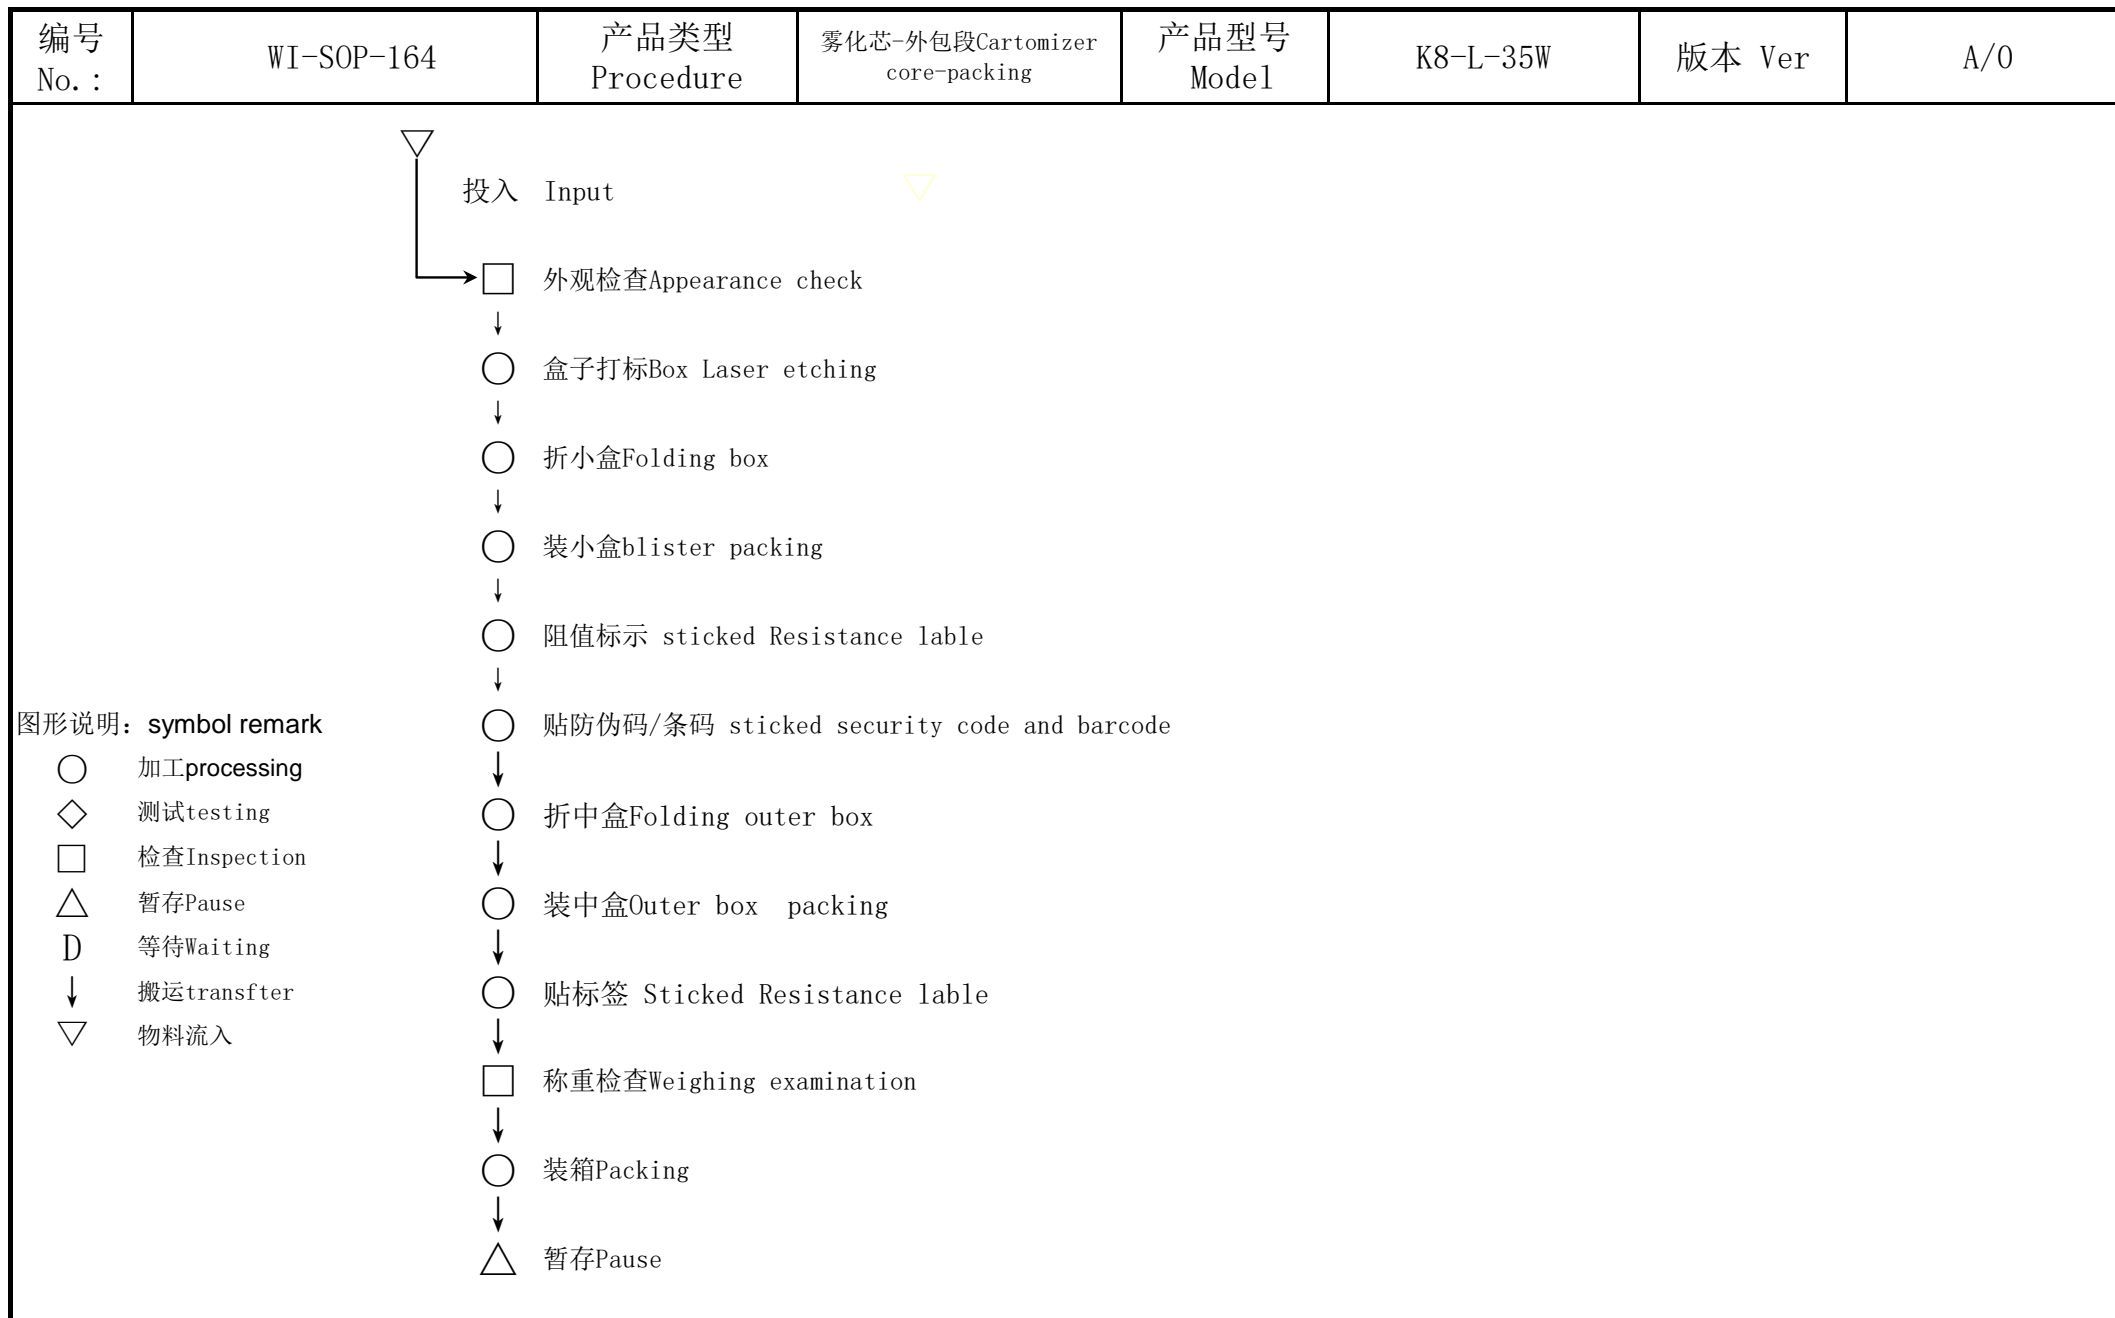 编号 No.:
WI-SOP-164
产品类型 Procedure
雾化芯-外包段Cartomizer core-packing
产品型号 Model
K8-L-35W
版本 Ver
A/0
投入 Input
外观检查Appearance check
盒子打标Box Laser etching
折小盒Folding box
装小盒blister packing
阻值标示 sticked Resistance lable
贴防伪码/条码 sticked security code and barcode
折中盒Folding outer box
装中盒Outer box packing
贴标签 Sticked Resistance lable
称重检查Weighing examination
装箱Packing
暂存Pause
图形说明：symbol remark
加工processing
测试testing
检查Inspection
暂存Pause
D 等待Waiting
搬运transfter
物料流入